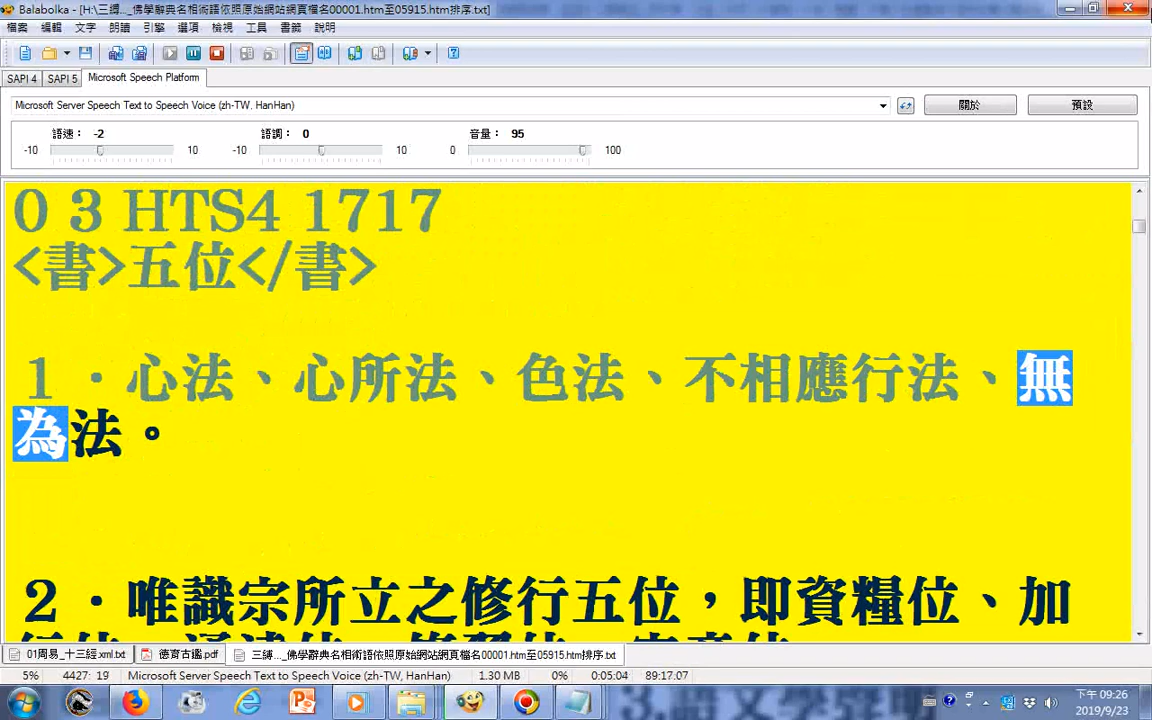 Balabolka - [H:\三縛..._佛學辭典名相術語依照原始網站網頁檔名00001.htm至05915.htm排序.txt]
檔案 編輯 文字 朗讀 引擎 選項 檢視 工具 書籤 說明
SAPI 4 SAPI 5 Microsoft Speech Platform
Microsoft Server Speech Text to Speech Voice (zh-TW, HanHan) 關於 預設
語速: -2 語調: 0 音量: 95
-10 10 -10 10 0 100
0 3 HTS4 1717
<書>五位</書>
1．心法、心所法、色法、不相應行法、無
為法。
2．唯識宗所立之修行五位，即資糧位、加
01周易_十三經.xml.txt 德育古鑑.pdf 三縛..._佛學辭典名相術語依照原始網站網頁檔名00001.htm至05915.htm排序.txt
5% 4427: 19 Microsoft Server Speech Text to Speech Voice (zh-TW, HanHan) 1.30 MB 0% 0:05:04 89:17:07
下午 09:26
2019/9/23